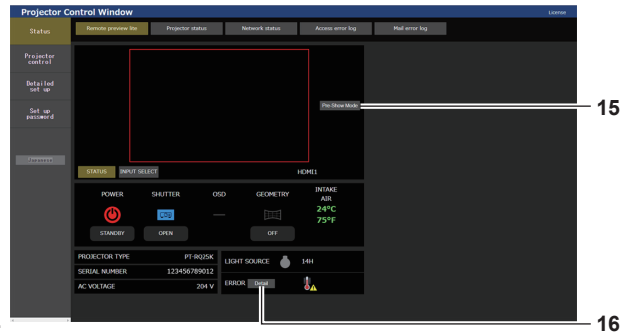 Projector Control Window
License
Status
Remote preview lite
Projector status
Network status
Access error log
Mail error log
Projector
control
Detailed
set up
Set up
password
Pre-Show Mode
15
STATUS
INPUT SELECT
HDMI1
POWER
SHUTTER
OSD
GEOMETRY
INTAKE
AIR
24°C
75°F
STANDBY
OPEN
OFF
PROJECTOR TYPE
PT-RQ25K
SERIAL NUMBER
123456789012
AC VOLTAGE
204 V
LIGHT SOURCE
14H
ERROR
Detail
16